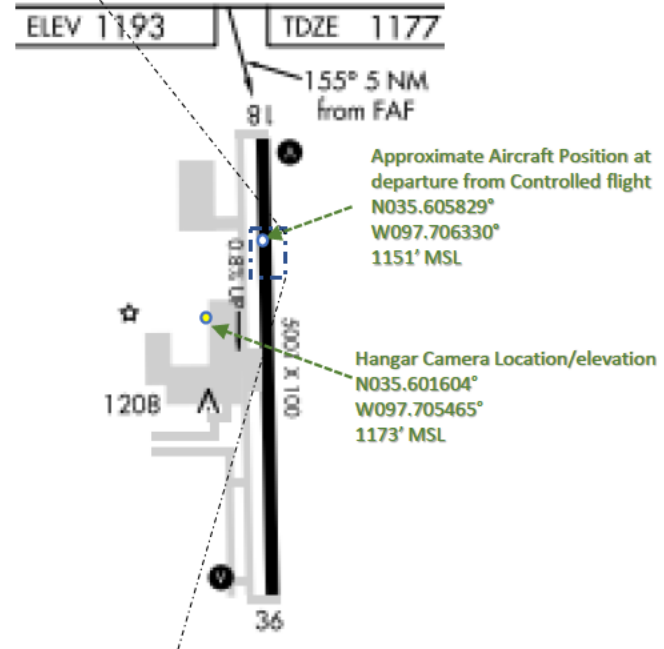 ELEV 1193
TDZE 1177
155° 5 NM
from FAF
18
A
Approximate Aircraft Position at
departure from Controlled flight
N035.605829°
W097.706330°
1151' MSL
0.8% UP
5001 X 100
Hangar Camera Location/elevation
N035.601604°
W097.705465°
1173' MSL
1208
V
36